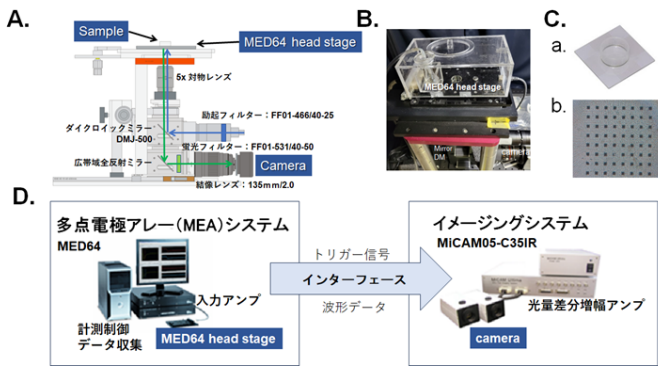 A.
Sample
MED64 head stage
5x 対物レンズ
励起フィルター：FF01-466/40-25
ダイクロイックミラー
DMJ-500
蛍光フィルター：FF01-531/40-50
広帯域全反射ミラー
Camera
結像レンズ：135mm/2.0
B.
MED64 head stage
Mirror
DM
camera
C.
a.
b.
D.
多点電極アレー(MEA)システム
MED64
入力アンプ
計測制御
データ収集
MED64 head stage
トリガー信号
インターフェース
波形データ
イメージングシステム
MiCAM05-C35IR
光量差分増幅アンプ
camera